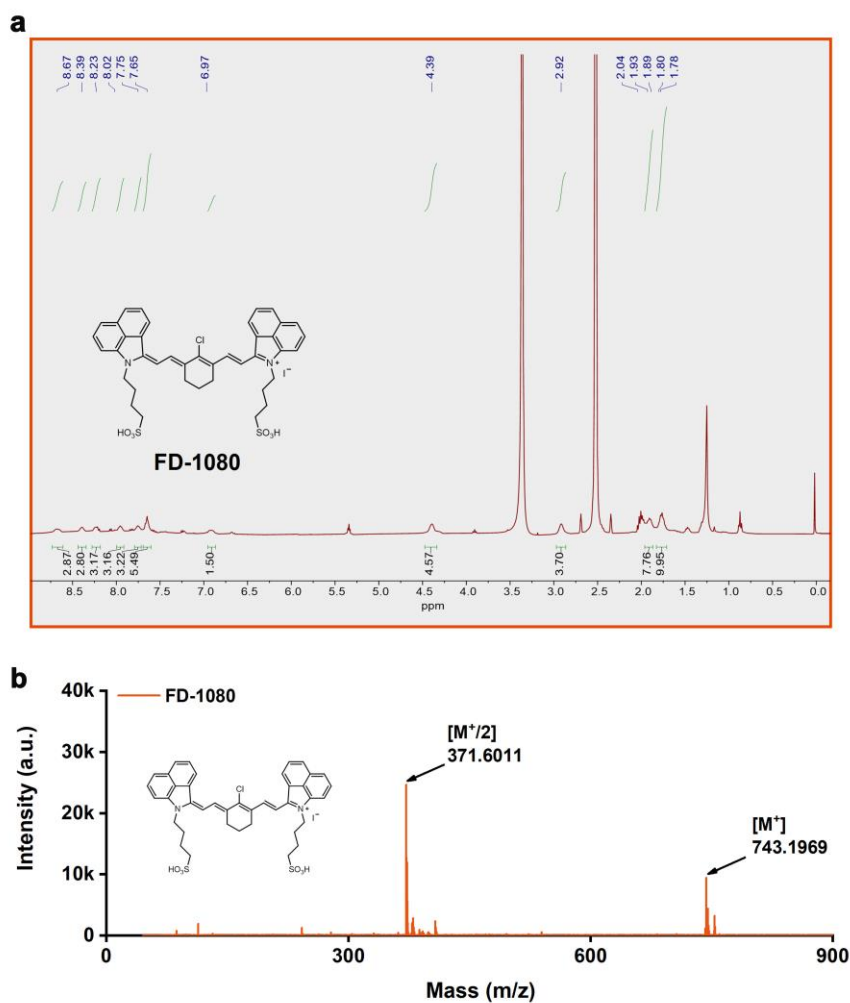 a
8.67
8.39
8.23
8.02
7.75
7.65
6.97
4.39
2.92
2.04
1.93
1.89
1.80
1.78
Cl
N
N+
I−
HO3S
SO3H
FD-1080
2.87
2.80
3.17
3.16
3.22
5.49
1.50
4.57
3.70
7.76
9.95
8.5 8.0 7.5 7.0 6.5 6.0 5.5 5.0 4.5 4.0 3.5 3.0 2.5 2.0 1.5 1.0 0.5 0.0
ppm
b
FD-1080
40k
30k
20k
10k
0
Intensity (a.u.)
[M+/2]
371.6011
[M+]
743.1969
Cl
N
N+
I−
HO3S
SO3H
0 300 600 900
Mass (m/z)